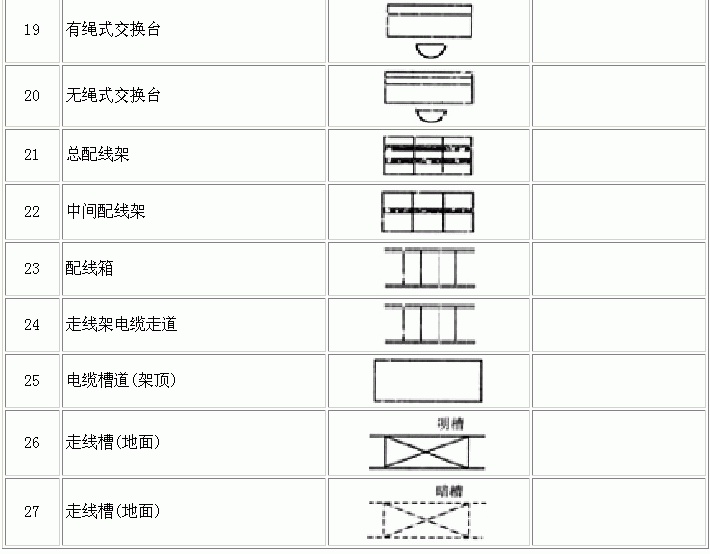 19 有绳式交换台
20 无绳式交换台
21 总配线架
22 中间配线架
23 配线箱
24 走线架电缆走道
25 电缆槽道(架顶)
明槽
26 走线槽(地面)
暗槽
27 走线槽(地面)